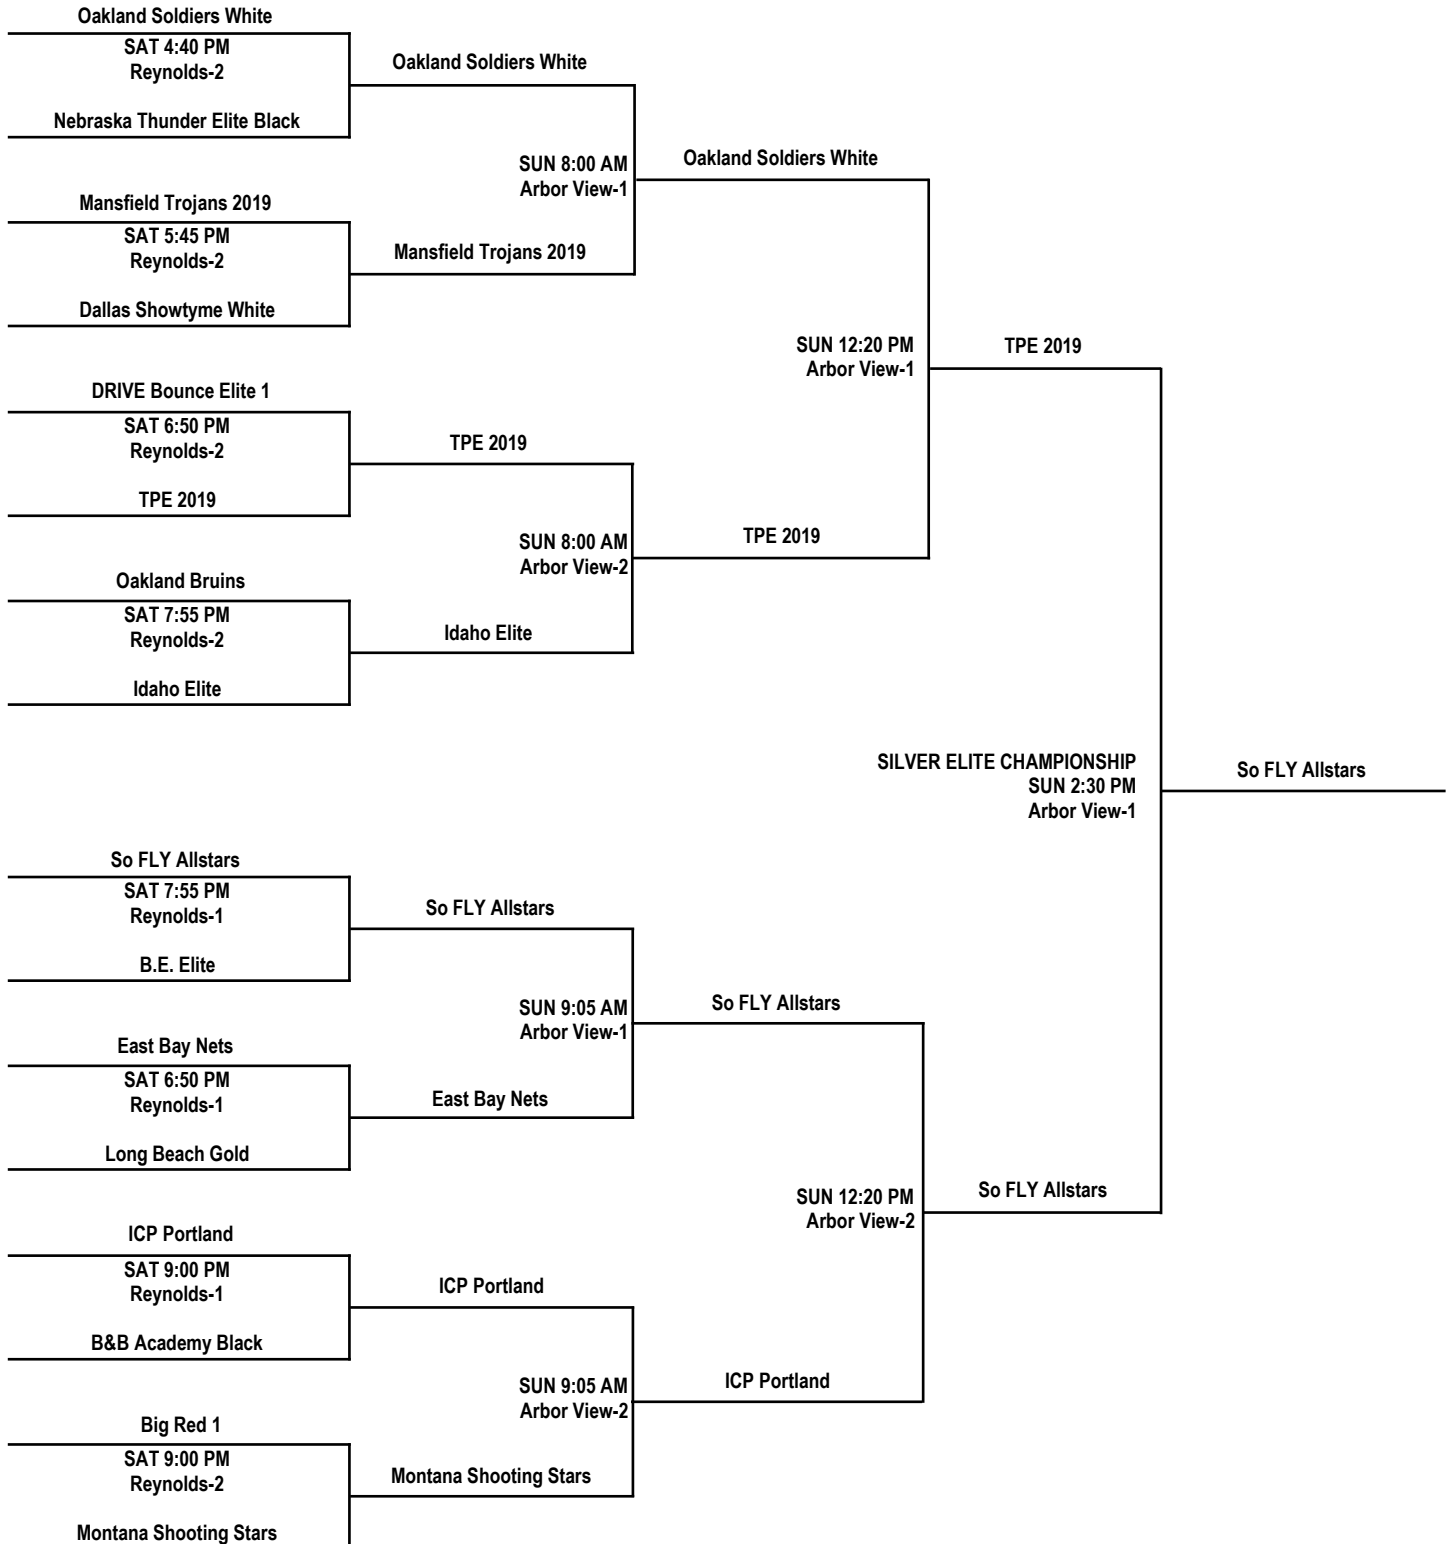 Oakland Soldiers White
SAT 4:40 PM
Reynolds-2
Nebraska Thunder Elite Black
Mansfield Trojans 2019
SAT 5:45 PM
Reynolds-2
Dallas Showtyme White
DRIVE Bounce Elite 1
SAT 6:50 PM
Reynolds-2
TPE 2019
Oakland Bruins
SAT 7:55 PM
Reynolds-2
Idaho Elite
So FLY Allstars
SAT 7:55 PM
Reynolds-1
B.E. Elite
East Bay Nets
SAT 6:50 PM
Reynolds-1
Long Beach Gold
ICP Portland
SAT 9:00 PM
Reynolds-1
B&B Academy Black
Big Red 1
SAT 9:00 PM
Reynolds-2
Montana Shooting Stars
Oakland Soldiers White
SUN 8:00 AM
Arbor View-1
Mansfield Trojans 2019
TPE 2019
SUN 8:00 AM
Arbor View-2
Idaho Elite
So FLY Allstars
SUN 9:05 AM
Arbor View-1
East Bay Nets
ICP Portland
SUN 9:05 AM
Arbor View-2
Montana Shooting Stars
Oakland Soldiers White
SUN 12:20 PM
Arbor View-1
TPE 2019
So FLY Allstars
SUN 12:20 PM
Arbor View-2
ICP Portland
TPE 2019
SILVER ELITE CHAMPIONSHIP
SUN 2:30 PM
Arbor View-1
So FLY Allstars
So FLY Allstars